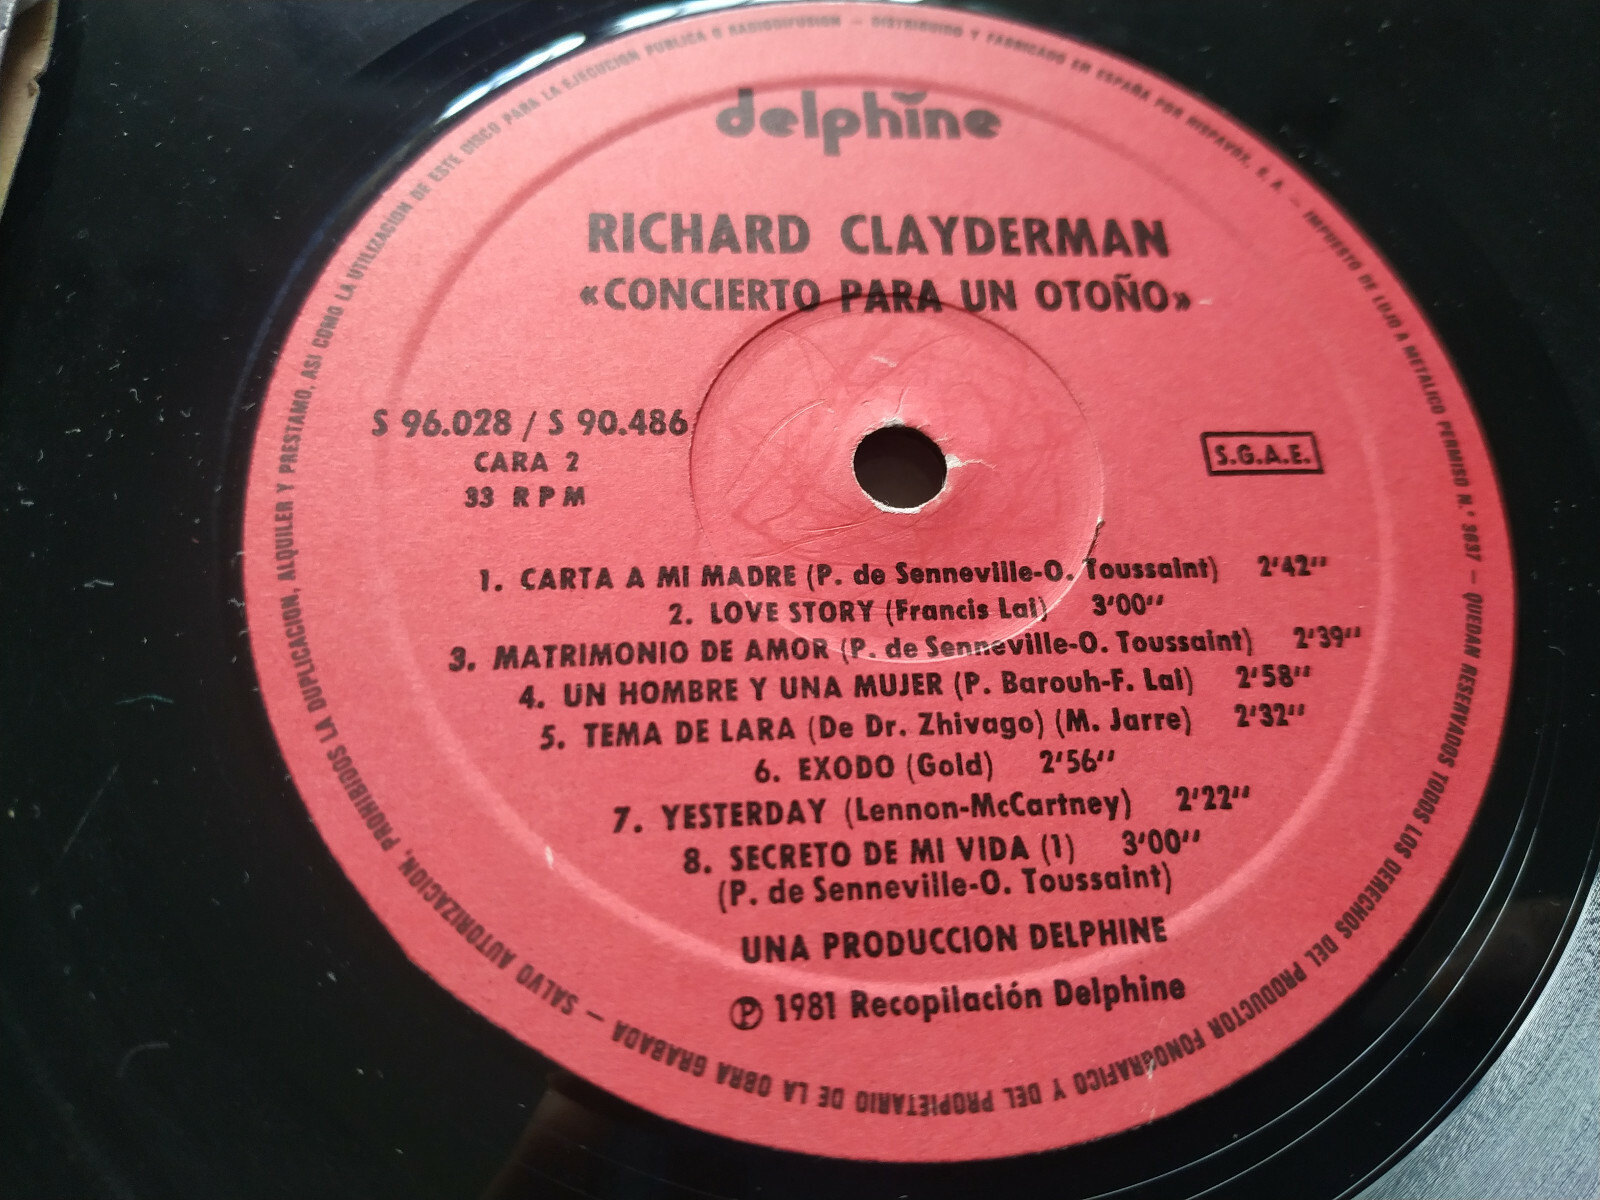 delphine
RICHARD CLAYDERMAN
«CONCIERTO PARA UN OTOÑO»
S 96.028 / S 90.486
CARA 2
33 RPM
S.G.A.E.
1. CARTA A MI MADRE (P. de Senneville-O. Toussaint) 2'42''
2. LOVE STORY (Francis Lai) 3'00''
3. MATRIMONIO DE AMOR (P. de Senneville-O. Toussaint) 2'39''
4. UN HOMBRE Y UNA MUJER (P. Barouh-F. Lai) 2'58''
5. TEMA DE LARA (De Dr. Zhivago) (M. Jarre) 2'32''
6. EXODO (Gold) 2'56''
7. YESTERDAY (Lennon-McCartney) 2'22''
8. SECRETO DE MI VIDA (1) 3'00''
(P. de Senneville-O. Toussaint)
UNA PRODUCCION DELPHINE
℗ 1981 Recopilación Delphine
SALVO AUTORIZACION, PROHIBIDOS LA DUPLICACION, ALQUILER Y PRESTAMO, ASI COMO LA UTILIZACION DE ESTE DISCO PARA LA EJECUCION PUBLICA O RADIODIFUSION — DISTRIBUIDO Y FABRICADO EN ESPAÑA POR HISPAVOX, S. A. — IMPUESTO DE LUJO A METALICO PERMISO N.º 3637 — QUEDAN RESERVADOS TODOS LOS DERECHOS DEL PRODUCTOR FONOGRAFICO Y DEL PROPIETARIO DE LA OBRA GRABADA —